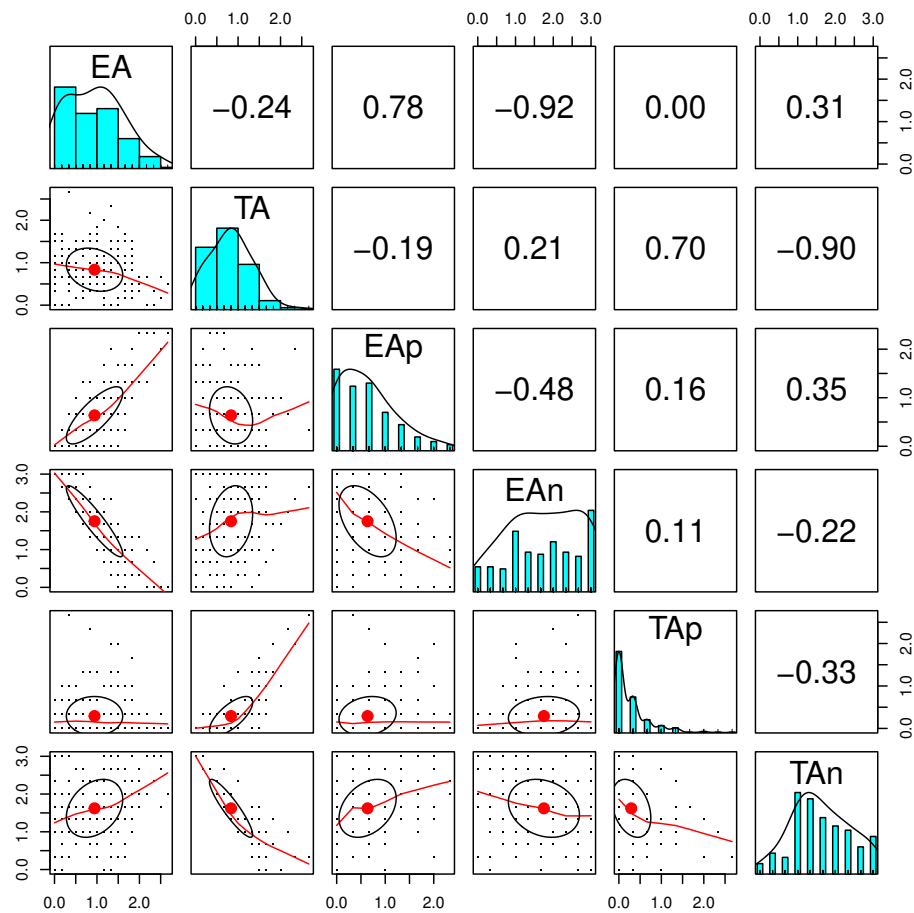 0.0 1.0 2.0 0.0 1.0 2.0 3.0 0.0 1.0 2.0 3.0
EA −0.24 0.78 −0.92 0.00 0.31 0.0 1.0 2.0
0.0 1.0 2.0 TA −0.19 0.21 0.70 −0.90
EAp −0.48 0.16 0.35 0.0 1.0 2.0
0.0 1.0 2.0 3.0 EAn 0.11 −0.22
TAp −0.33 0.0 1.0 2.0
0.0 1.0 2.0 3.0 TAn
0.0 1.0 2.0 0.0 1.0 2.0 0.0 1.0 2.0